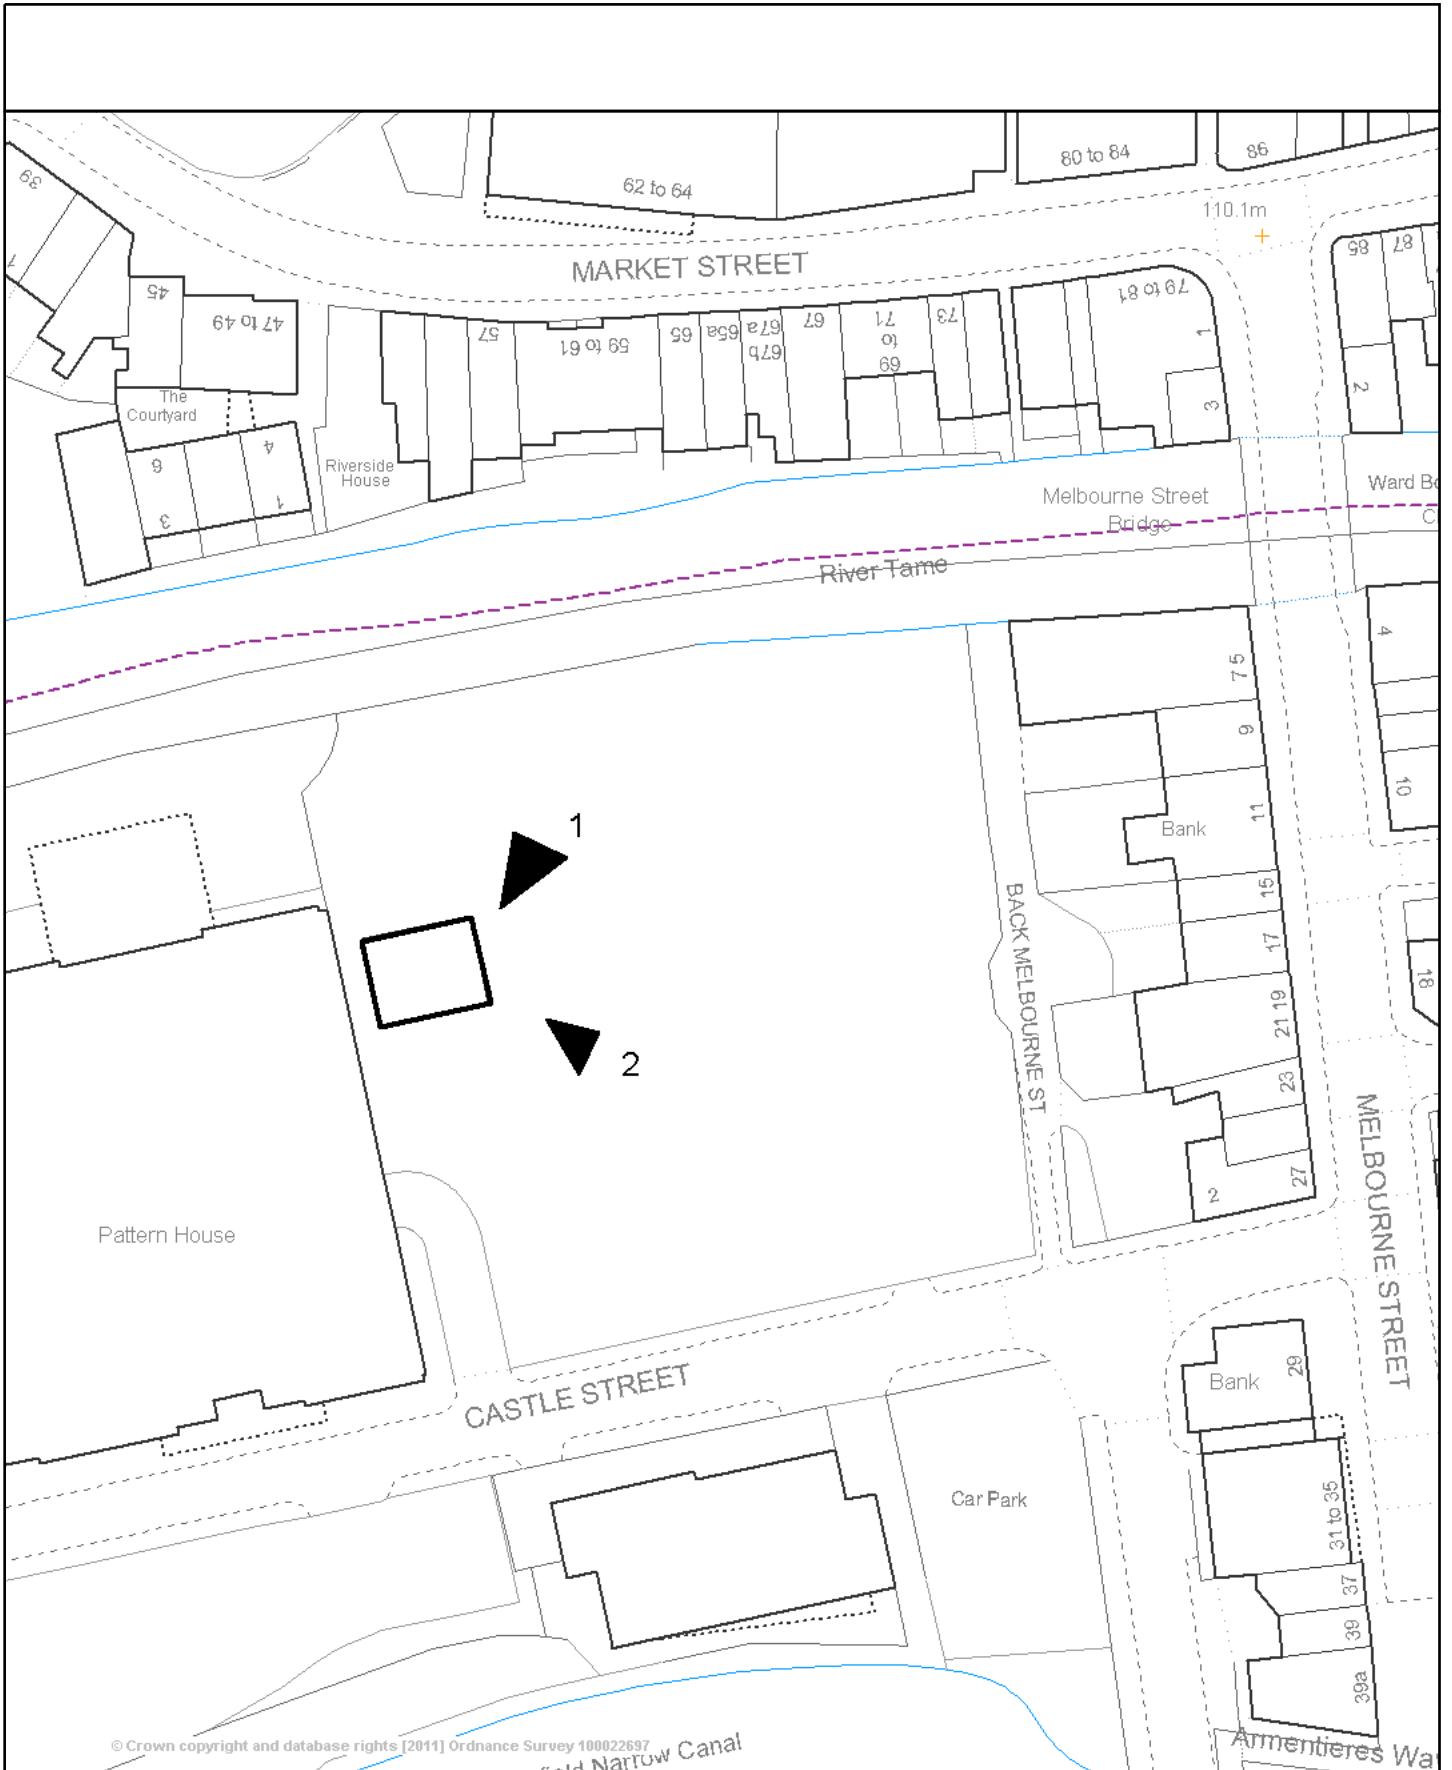 80 to 84
86
39
62 to 64
110.1m
MARKET STREET
85
87
45
47 to 49
79 to 81
57
59 to 61
65
65a
67a
67b
67
71
to
69
73
1
3
2
The
Courtyard
6
4
3
1
Riverside
House
Melbourne Street
Bridge
Ward Bo
River Tame
4
7 5
9
11
Bank
10
1
15
17
BACK MELBOURNE ST
18
21 19
23
2
27
2
MELBOURNE STREET
Pattern House
CASTLE STREET
29
Bank
Car Park
31 to 35
37
39
39a
© Crown copyright and database rights [2011] Ordnance Survey 100022697
Narrow Canal
Armentieres Wa